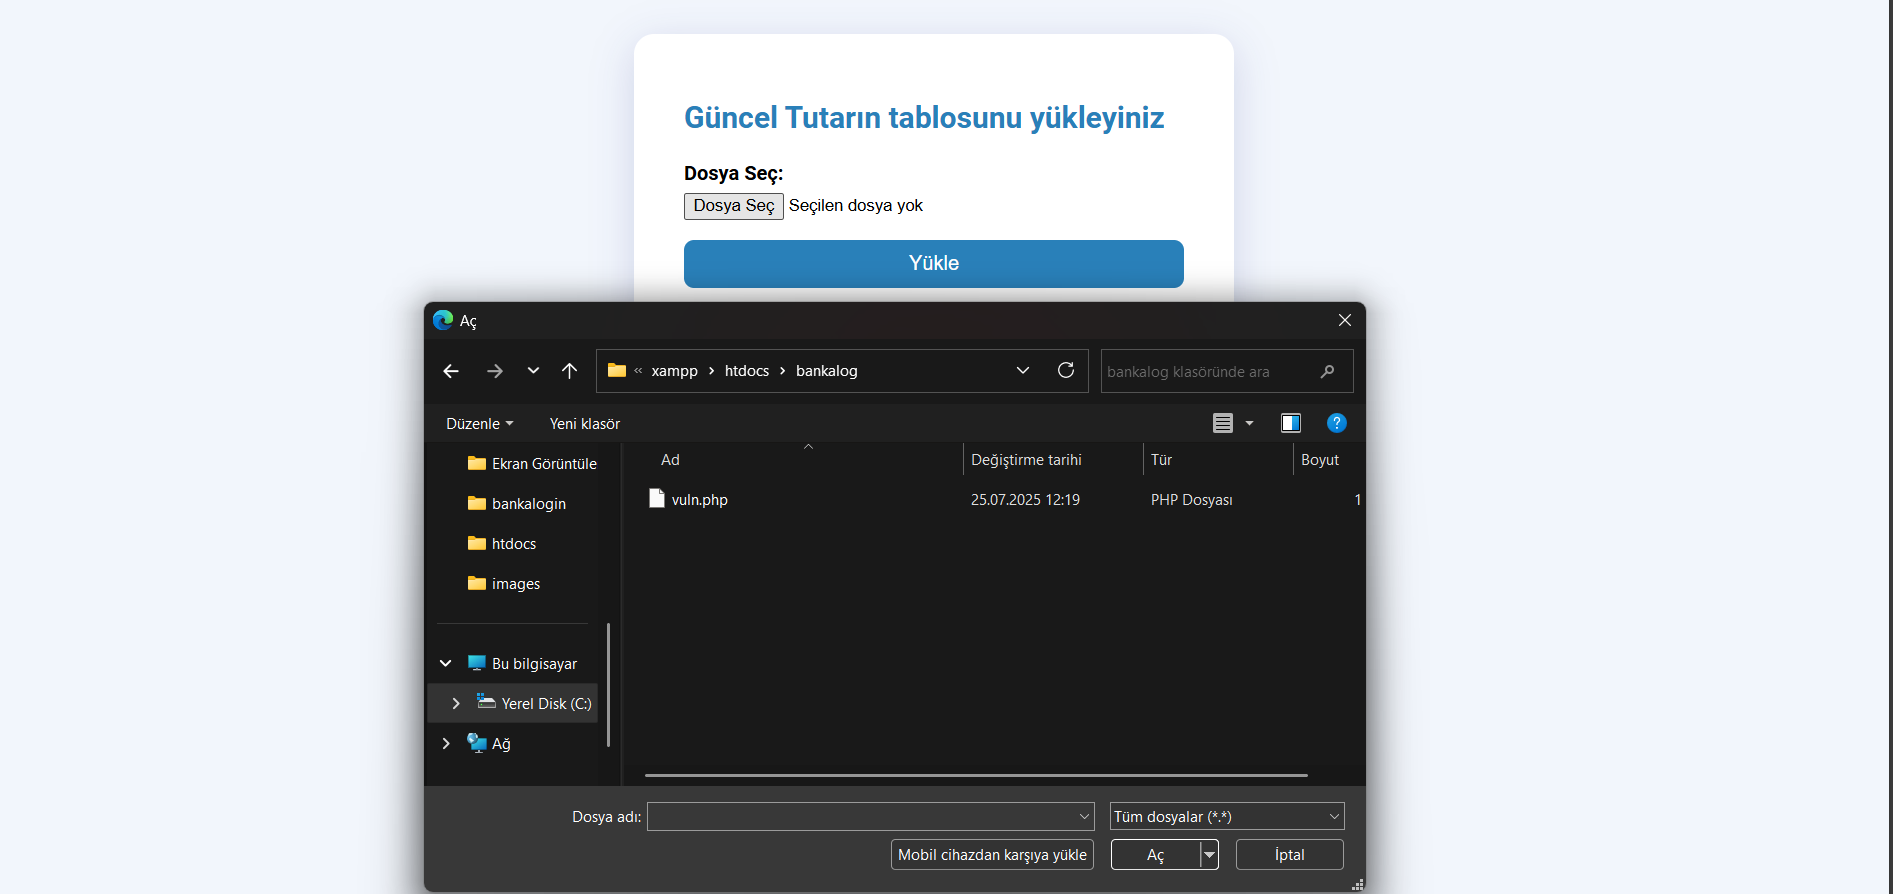 Güncel Tutarın tablosunu yükleyiniz
Dosya Seç:
Dosya Seç Seçilen dosya yok
Yükle
Aç
« xampp › htdocs › bankalog
bankalog klasöründe ara
Düzenle
Yeni klasör
?
Ekran Görüntüle
bankalogin
htdocs
images
Bu bilgisayar
Yerel Disk (C:)
Ağ
Ad Değiştirme tarihi Tür Boyut
vuln.php 25.07.2025 12:19 PHP Dosyası 1
Dosya adı:
Tüm dosyalar (*.*)
Mobil cihazdan karşıya yükle
Aç
İptal